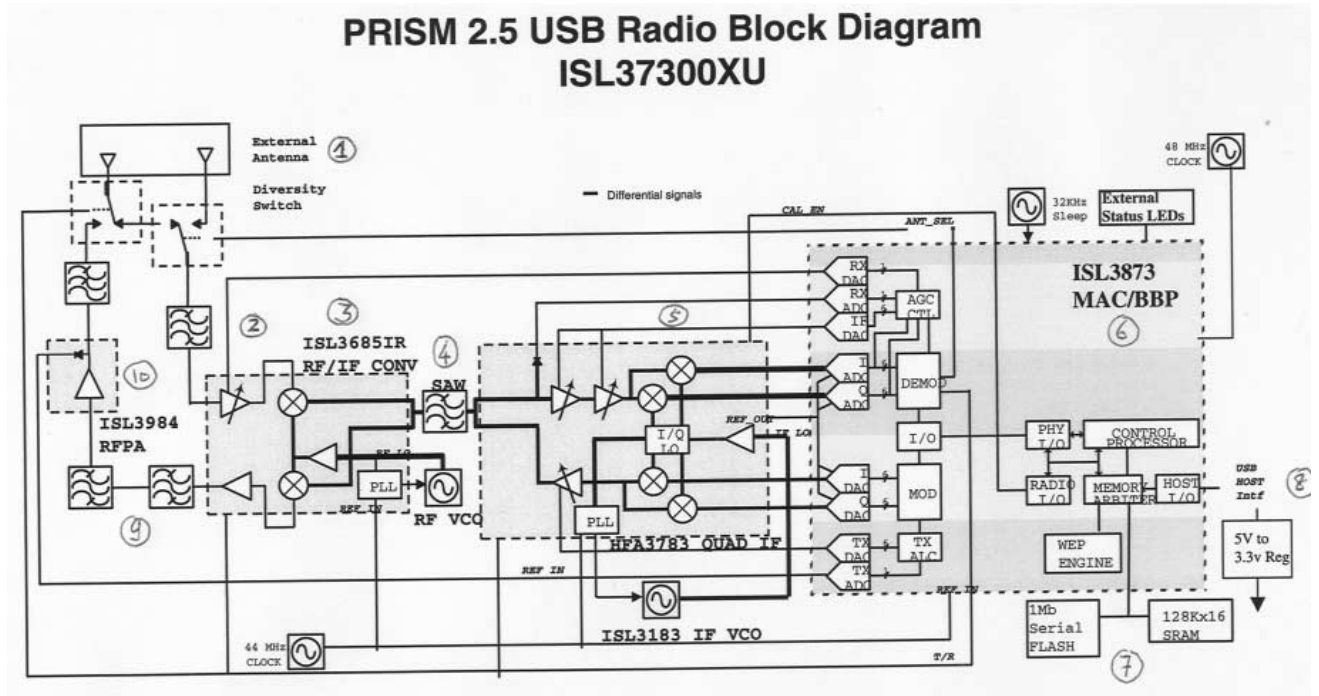 PRISM 2.5 USB Radio Block Diagram
ISL37300XU
External
Antenna
1
Diversity
Switch
Differential signals
48 MHz
CLOCK
32KHz
Sleep
External
Status LEDs
CAL_EN
ANT_SEL
ISL3873
MAC/BBP
6
RX
DAC
RX
ADC
IF
DAC
AGC
CTL
2
3
ISL3685IR
RF/IF CONV
4
SAW
5
I
ADC
Q
ADC
DEMOD
10
ISL3984
RFPA
REF_OUT
IF LO
I/Q
LO
I/O
PHY
I/O
CONTROL
PROCESSOR
RF LO
PLL
REF IN
RF VCO
PLL
HFA3783 QUAD IF
I
DAC
Q
DAC
MOD
RADIO
I/O
MEMORY
ARBITER
HOST
I/O
USB
HOST
Intf
8
9
TX
DAC
TX
ADC
TX
ALC
WEP
ENGINE
5V to
3.3v Reg
REF IN
REF IN
ISL3183 IF VCO
1Mb
Serial
FLASH
128Kx16
SRAM
7
44 MHz
CLOCK
T/R